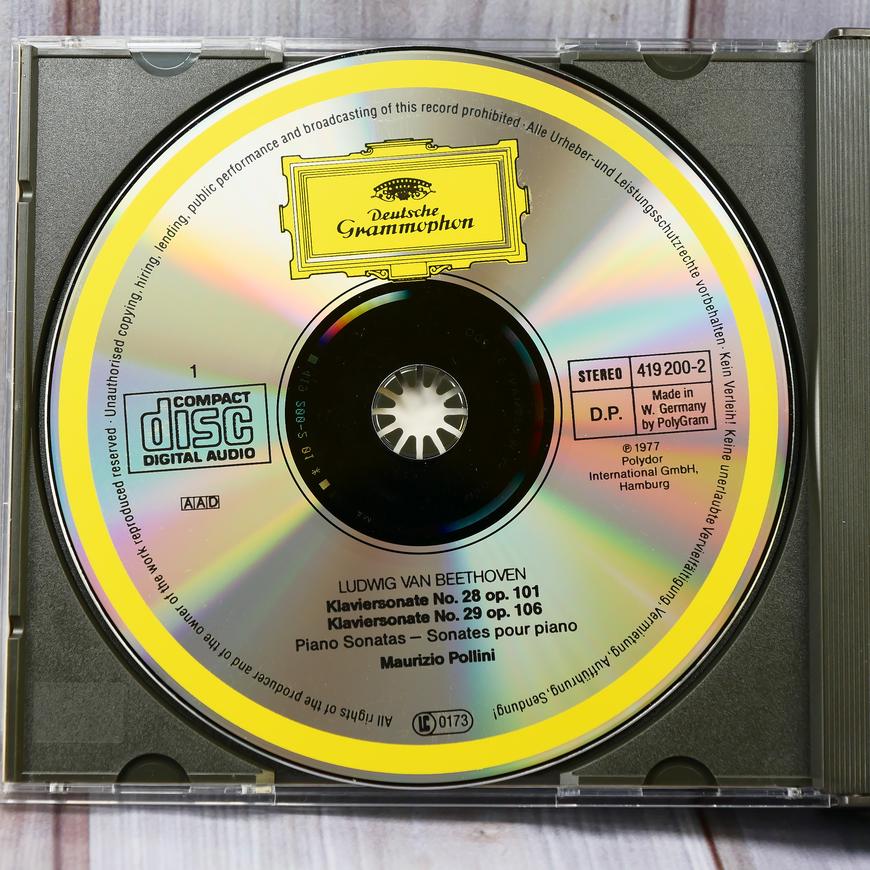 Deutsche
Grammophon
1
COMPACT
disc
DIGITAL AUDIO
AAD
STEREO
419 200-2
D.P.
Made in
W. Germany
by PolyGram
℗ 1977
Polydor
International GmbH,
Hamburg
LUDWIG VAN BEETHOVEN
Klaviersonate No. 28 op. 101
Klaviersonate No. 29 op. 106
Piano Sonatas – Sonates pour piano
Maurizio Pollini
LC 0173
All rights of the producer and of the owner of the work reproduced reserved · Unauthorised copying, hiring, lending, public performance and broadcasting of this record prohibited · Alle Urheber-und Leistungsschutzrechte vorbehalten · Kein Verleih! Keine unerlaubte Vervielfältigung, Vermietung, Aufführung, Sendung!